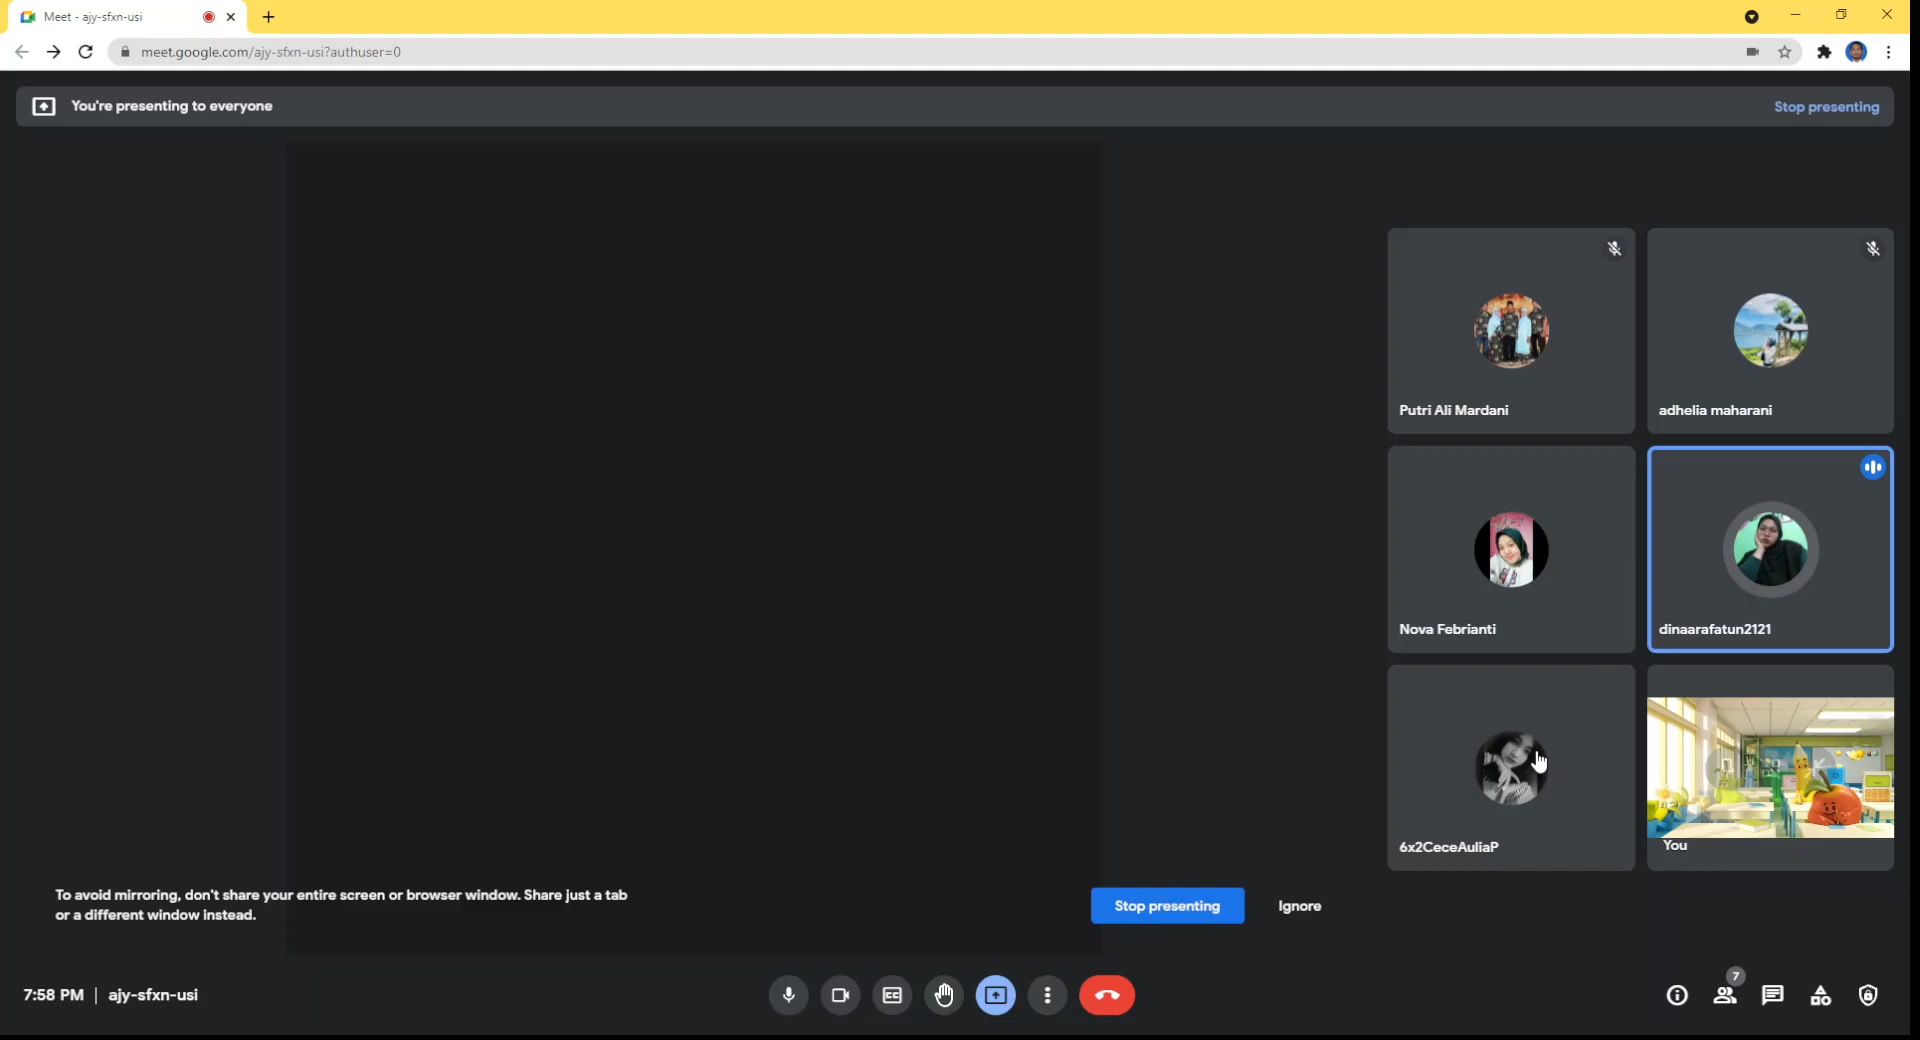 Meet - ajy-sfxn-usi
meet.google.com/ajy-sfxn-usi?authuser=0
You're presenting to everyone
Stop presenting
Putri Ali Mardani
adhelia maharani
Nova Febrianti
dinaarafatun2121
6x2CeceAuliaP
You
To avoid mirroring, don't share your entire screen or browser window. Share just a tab
or a different window instead.
Stop presenting
Ignore
7:58 PM | ajy-sfxn-usi
CC
7